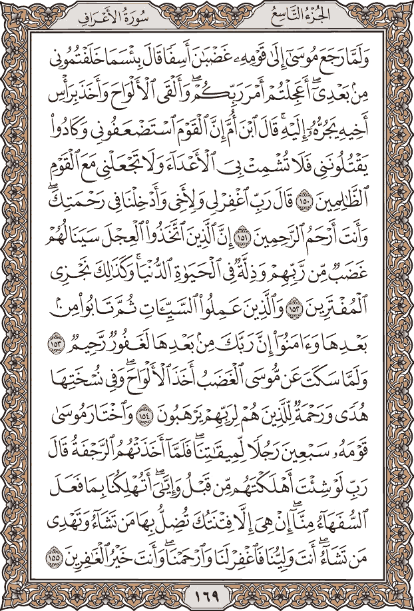 الجزء التاسع سورة الأعراف
وَلَمَّا رَجَعَ مُوسَىٰٓ إِلَىٰ قَوْمِهِۦ غَضْبَٰنَ أَسِفًا قَالَ بِئْسَمَا خَلَفْتُمُونِى
مِنۢ بَعْدِىٓ ۖ أَعَجِلْتُمْ أَمْرَ رَبِّكُمْ ۖ وَأَلْقَى ٱلْأَلْوَاحَ وَأَخَذَ بِرَأْسِ
أَخِيهِ يَجُرُّهُۥٓ إِلَيْهِ ۚ قَالَ ٱبْنَ أُمَّ إِنَّ ٱلْقَوْمَ ٱسْتَضْعَفُونِى وَكَادُوا۟
يَقْتُلُونَنِى فَلَا تُشْمِتْ بِىَ ٱلْأَعْدَآءَ وَلَا تَجْعَلْنِى مَعَ ٱلْقَوْمِ
ٱلظَّٰلِمِينَ ١٥٠ قَالَ رَبِّ ٱغْفِرْ لِى وَلِأَخِى وَأَدْخِلْنَا فِى رَحْمَتِكَ ۖ
وَأَنتَ أَرْحَمُ ٱلرَّٰحِمِينَ ١٥١ إِنَّ ٱلَّذِينَ ٱتَّخَذُوا۟ ٱلْعِجْلَ سَيَنَالُهُمْ
غَضَبٌ مِّن رَّبِّهِمْ وَذِلَّةٌ فِى ٱلْحَيَوٰةِ ٱلدُّنْيَا ۚ وَكَذَٰلِكَ نَجْزِى
ٱلْمُفْتَرِينَ ١٥٢ وَٱلَّذِينَ عَمِلُوا۟ ٱلسَّيِّـَٔاتِ ثُمَّ تَابُوا۟ مِنۢ
بَعْدِهَا وَءَامَنُوٓا۟ إِنَّ رَبَّكَ مِنۢ بَعْدِهَا لَغَفُورٌ رَّحِيمٌ ١٥٣
وَلَمَّا سَكَتَ عَن مُّوسَى ٱلْغَضَبُ أَخَذَ ٱلْأَلْوَاحَ ۖ وَفِى نُسْخَتِهَا
هُدًى وَرَحْمَةٌ لِّلَّذِينَ هُمْ لِرَبِّهِمْ يَرْهَبُونَ ١٥٤ وَٱخْتَارَ مُوسَىٰ
قَوْمَهُۥ سَبْعِينَ رَجُلًا لِّمِيقَٰتِنَا ۖ فَلَمَّآ أَخَذَتْهُمُ ٱلرَّجْفَةُ قَالَ
رَبِّ لَوْ شِئْتَ أَهْلَكْتَهُم مِّن قَبْلُ وَإِيَّٰىَ ۖ أَتُهْلِكُنَا بِمَا فَعَلَ
ٱلسُّفَهَآءُ مِنَّآ ۖ إِنْ هِىَ إِلَّا فِتْنَتُكَ تُضِلُّ بِهَا مَن تَشَآءُ وَتَهْدِى
مَن تَشَآءُ ۖ أَنتَ وَلِيُّنَا فَٱغْفِرْ لَنَا وَٱرْحَمْنَا ۖ وَأَنتَ خَيْرُ ٱلْغَٰفِرِينَ ١٥٥
١٦٩